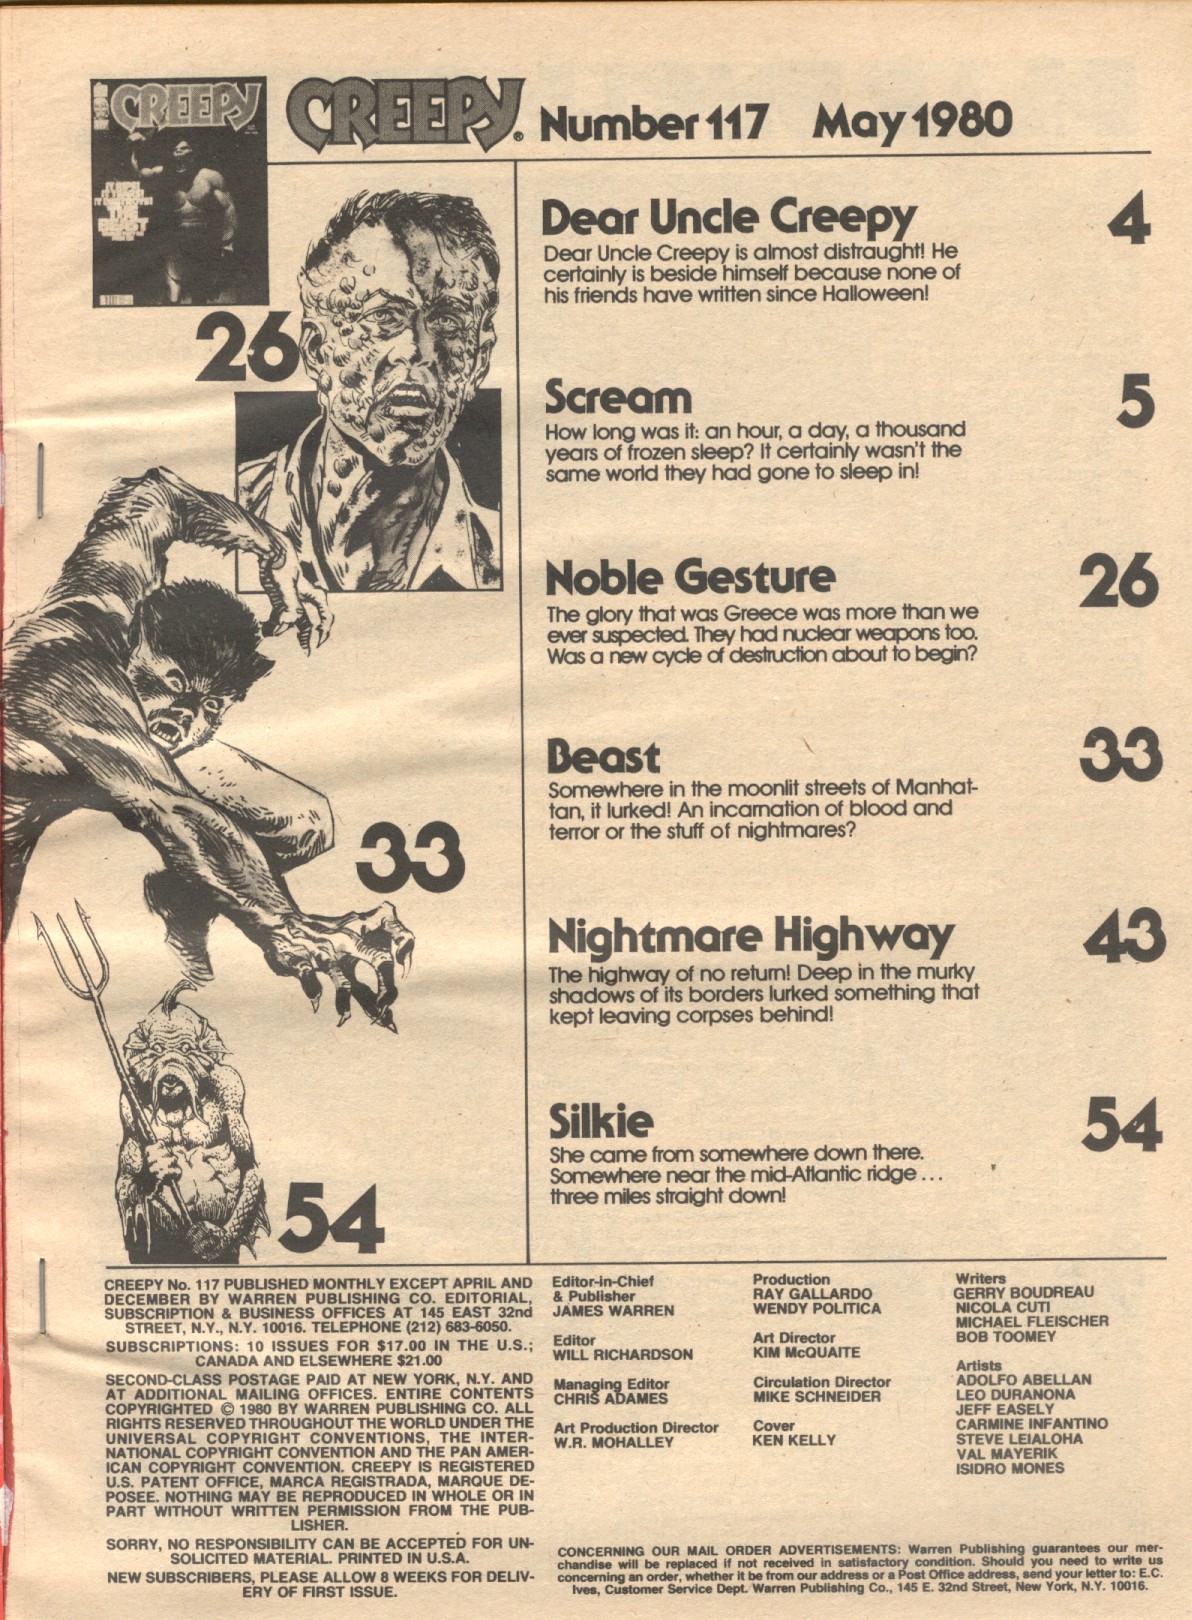 CREEPY
CREEPY® Number 117 May 1980
THE
BEAST
26
33
54
Dear Uncle Creepy 4
Dear Uncle Creepy is almost distraught! He
certainly is beside himself because none of
his friends have written since Halloween!
Scream 5
How long was it: an hour, a day, a thousand
years of frozen sleep? It certainly wasn't the
same world they had gone to sleep in!
Noble Gesture 26
The glory that was Greece was more than we
ever suspected. They had nuclear weapons too.
Was a new cycle of destruction about to begin?
Beast 33
Somewhere in the moonlit streets of Manhat-
tan, it lurked! An incarnation of blood and
terror or the stuff of nightmares?
Nightmare Highway 43
The highway of no return! Deep in the murky
shadows of its borders lurked something that
kept leaving corpses behind!
Silkie 54
She came from somewhere down there.
Somewhere near the mid-Atlantic ridge...
three miles straight down!
CREEPY No. 117 PUBLISHED MONTHLY EXCEPT APRIL AND
DECEMBER BY WARREN PUBLISHING CO. EDITORIAL,
SUBSCRIPTION & BUSINESS OFFICES AT 145 EAST 32nd
STREET, N.Y., N.Y. 10016. TELEPHONE (212) 683-6050.
SUBSCRIPTIONS: 10 ISSUES FOR $17.00 IN THE U.S.;
CANADA AND ELSEWHERE $21.00
SECOND-CLASS POSTAGE PAID AT NEW YORK, N.Y. AND
AT ADDITIONAL MAILING OFFICES. ENTIRE CONTENTS
COPYRIGHTED © 1980 BY WARREN PUBLISHING CO. ALL
RIGHTS RESERVED THROUGHOUT THE WORLD UNDER THE
UNIVERSAL COPYRIGHT CONVENTIONS, THE INTER-
NATIONAL COPYRIGHT CONVENTION AND THE PAN AMER-
ICAN COPYRIGHT CONVENTION. CREEPY IS REGISTERED
U.S. PATENT OFFICE, MARCA REGISTRADA, MARQUE DE-
POSEE. NOTHING MAY BE REPRODUCED IN WHOLE OR IN
PART WITHOUT WRITTEN PERMISSION FROM THE PUB-
LISHER.
SORRY, NO RESPONSIBILITY CAN BE ACCEPTED FOR UN-
SOLICITED MATERIAL. PRINTED IN U.S.A.
NEW SUBSCRIBERS, PLEASE ALLOW 8 WEEKS FOR DELIV-
ERY OF FIRST ISSUE.
Editor-in-Chief
& Publisher
JAMES WARREN
Editor
WILL RICHARDSON
Managing Editor
CHRIS ADAMES
Art Production Director
W.R. MOHALLEY
Production
RAY GALLARDO
WENDY POLITICA
Art Director
KIM McQUAITE
Circulation Director
MIKE SCHNEIDER
Cover
KEN KELLY
Writers
GERRY BOUDREAU
NICOLA CUTI
MICHAEL FLEISCHER
BOB TOOMEY
Artists
ADOLFO ABELLAN
LEO DURANONA
JEFF EASELY
CARMINE INFANTINO
STEVE LEIALOHA
VAL MAYERIK
ISIDRO MONES
CONCERNING OUR MAIL ORDER ADVERTISEMENTS: Warren Publishing guarantees our mer-
chandise will be replaced if not received in satisfactory condition. Should you need to write us
concerning an order, whether it be from our address or a Post Office address, send your letter to: E.C.
Ives, Customer Service Dept. Warren Publishing Co., 145 E. 32nd Street, New York, N.Y. 10016.